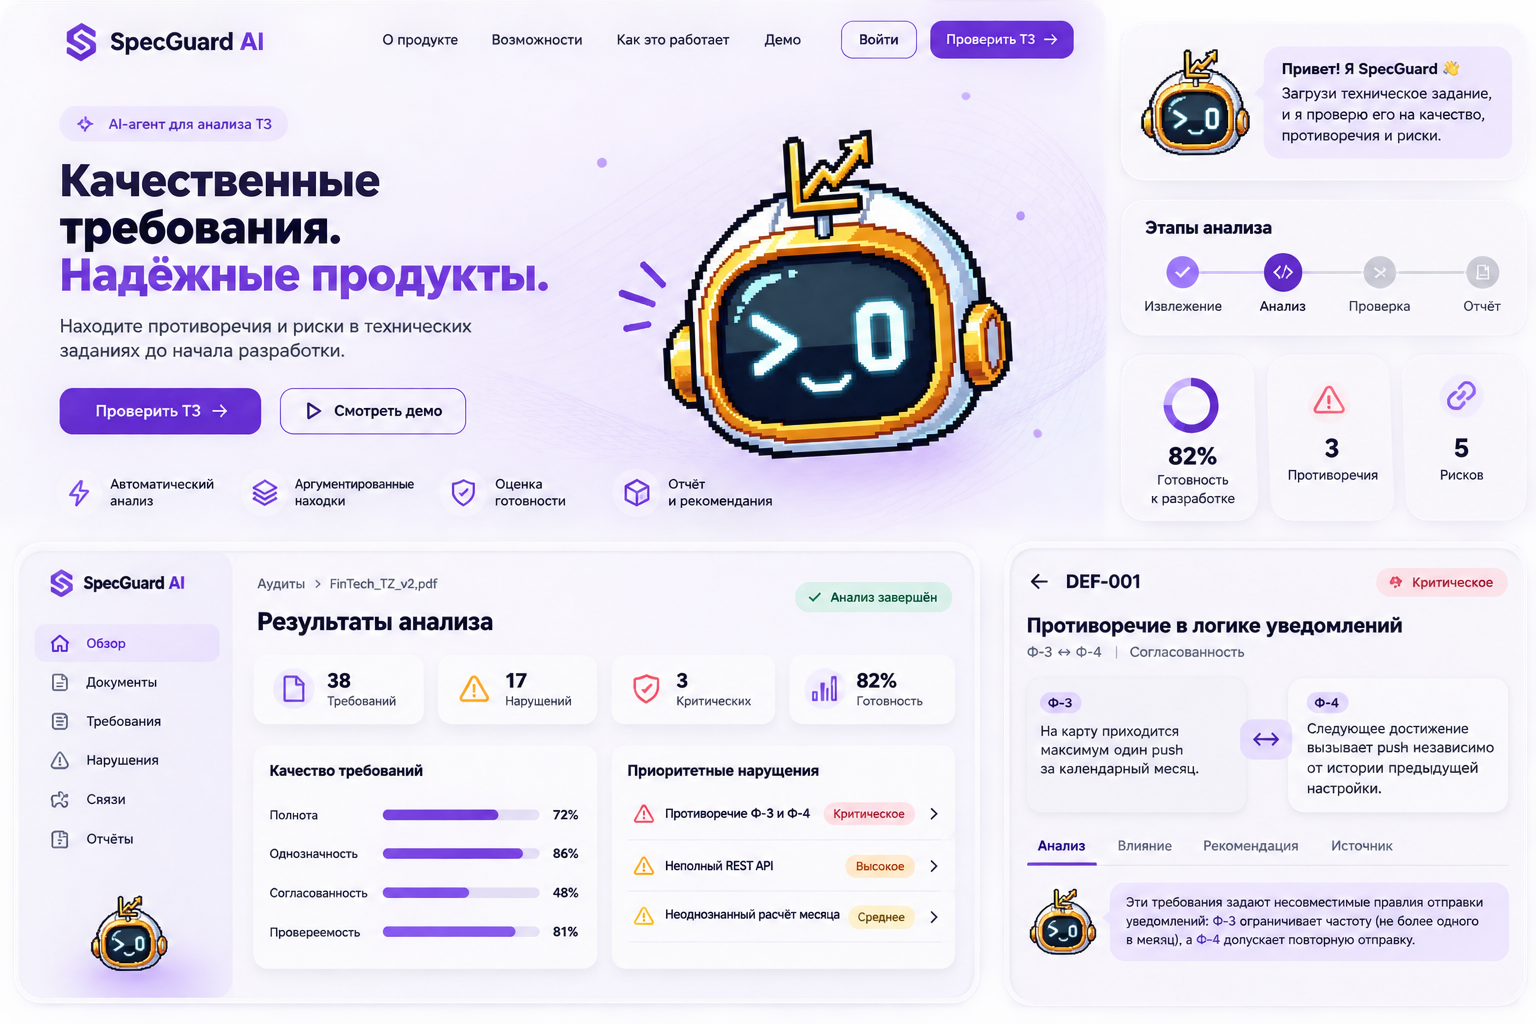 SpecGuard AI
О продукте
Возможности
Как это работает
Демо
Войти
Проверить ТЗ →
AI-агент для анализа ТЗ
Качественные
требования.
Надёжные продукты.
Находите противоречия и риски в технических
заданиях до начала разработки.
Проверить ТЗ →
Смотреть демо
Автоматический
анализ
Аргументированные
находки
Оценка
готовности
Отчёт
и рекомендания
Привет! Я SpecGuard 👋
Загрузи техническое задание,
и я проверю его на качество,
противоречия и риски.
Этапы анализа
Извлежение
Анализ
Проверка
Отчёт
82%
Готовность
к разработке
3
Противоречия
5
Рисков
SpecGuard AI
Обзор
Документы
Требования
Нарушения
Связи
Отчёты
Аудиты > FinTech_TZ_v2,pdf
Результаты анализа
Анализ завершён
38
Требований
17
Нарушений
3
Критических
82%
Готовность
Качество требований
Полнота 72%
Однозначность 86%
Согласованность 48%
Провереемость 81%
Приоритетные нарушения
Противоречие Ф-3 и Ф-4 Критическое
Неполный REST API Высокое
Неоднознанный расчёт месяца Среднее
← DEF-001
Критическое
Противоречие в логике уведомлений
Ф-3 ↔ Ф-4 | Согласованность
Ф-3
На карту приходится
максимум один push
за календарный месяц.
Ф-4
Следующее достижение
вызывает push независимо
от истории предыдущей
настройки.
Анализ
Влияние
Рекомендация
Источник
Эти требования задают несовместимые правлия отправки
уведомлений: Ф-3 ограничивает частоту (не более одного
в меяяц), а Ф-4 допускает повторную отправку.